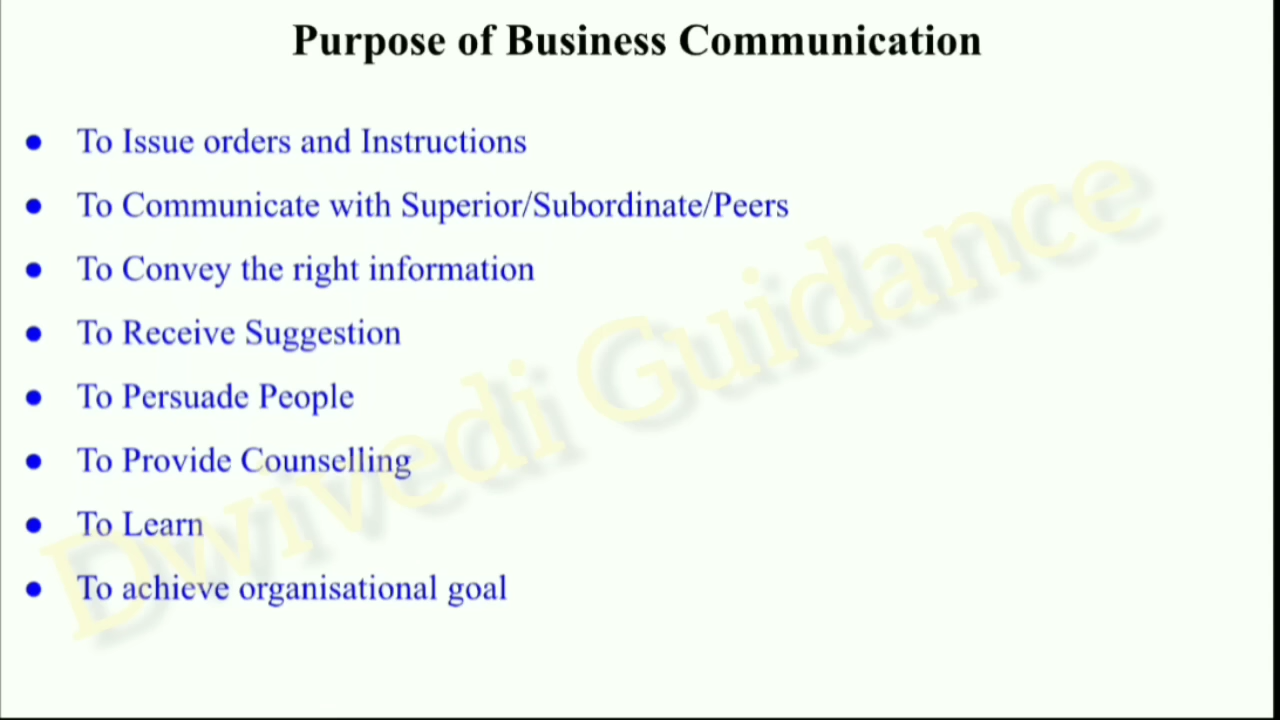 Purpose of Business Communication
● To Issue orders and Instructions
● To Communicate with Superior/Subordinate/Peers
● To Convey the right information
● To Receive Suggestion
● To Persuade People
● To Provide Counselling
● To Learn
● To achieve organisational goal
Dwivedi Guidance